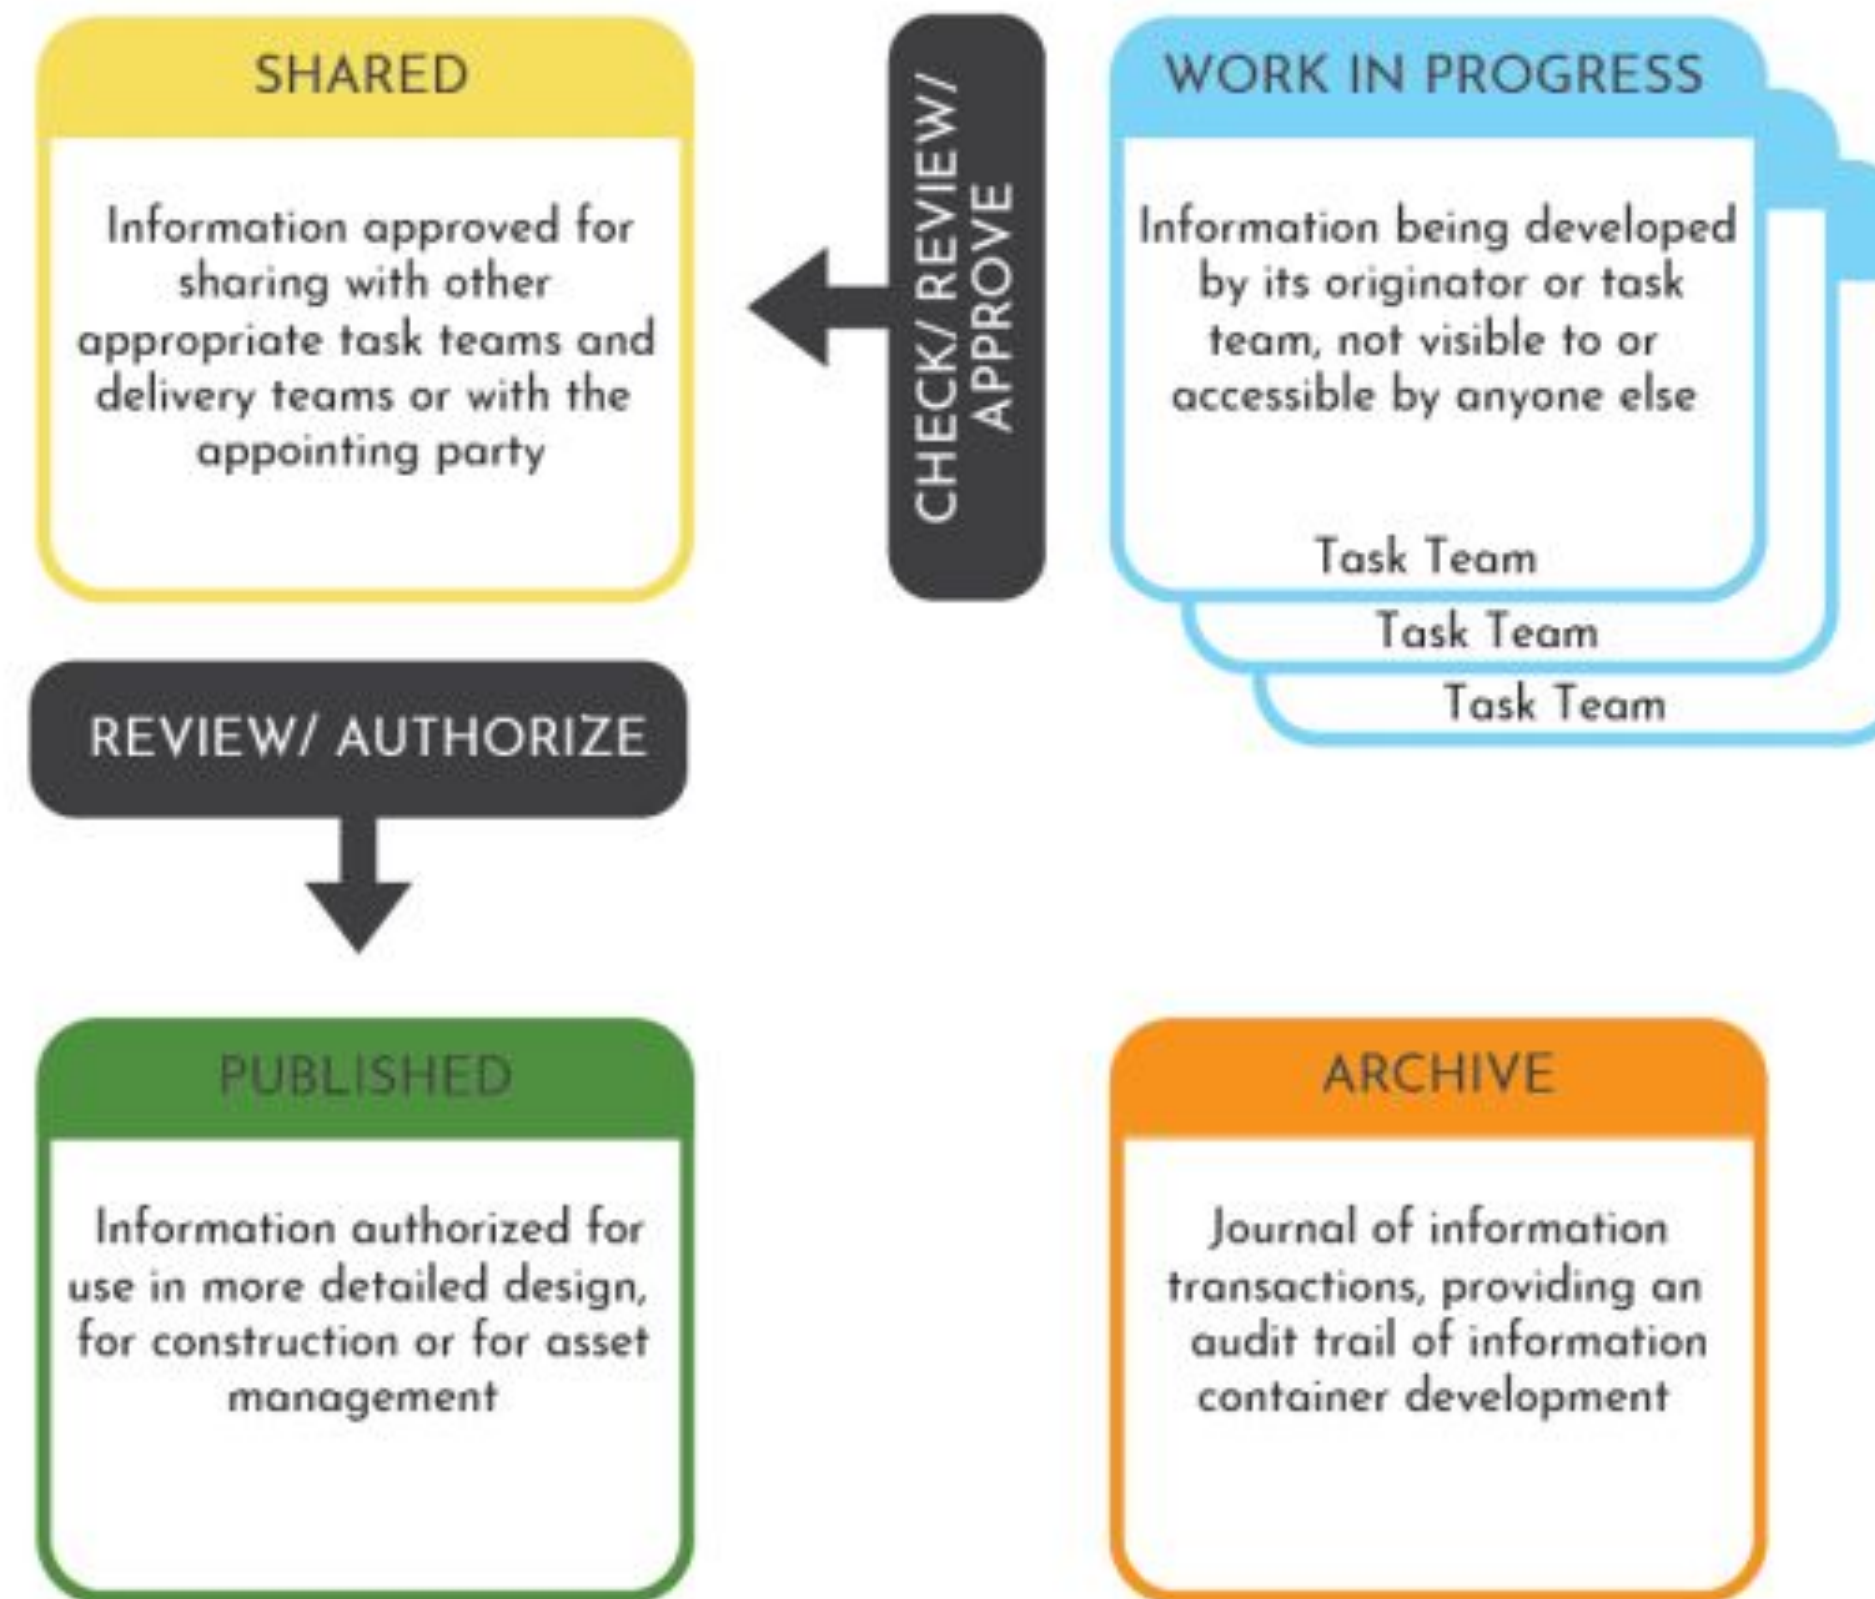 SHARED
Information approved for
sharing with other
appropriate task teams and
delivery teams or with the
appointing party
CHECK/ REVIEW/
APPROVE
WORK IN PROGRESS
Information being developed
by its originator or task
team, not visible to or
accessible by anyone else
Task Team
Task Team
Task Team
REVIEW/ AUTHORIZE
PUBLISHED
Information authorized for
use in more detailed design,
for construction or for asset
management
ARCHIVE
Journal of information
transactions, providing an
audit trail of information
container development